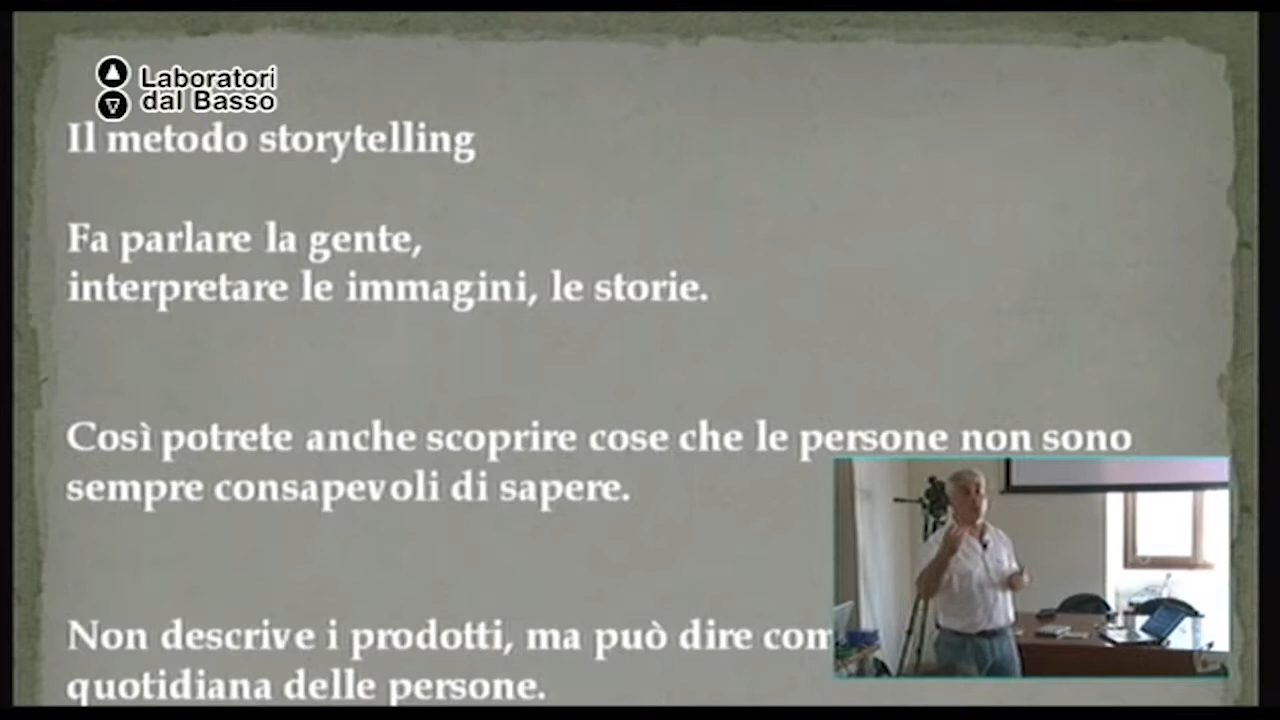 Laboratori
dal Basso
Il metodo storytelling
Fa parlare la gente,
interpretare le immagini, le storie.
Così potrete anche scoprire cose che le persone non sono
sempre consapevoli di sapere.
Non descrive i prodotti, ma può dire
quotidiana delle persone.